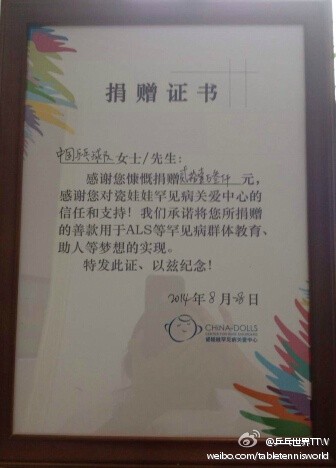 捐赠证书
中国乒乓球队女士/先生:
感谢您慷慨捐赠元,
感谢您对瓷娃娃罕见病关爱中心的
信任和支持！我们承诺将您所捐赠
的善款用于ALS等罕见病群体教育、
助人等梦想的实现。
特发此证、以兹纪念！
2014年8月28日
CHINA-DOLLS
瓷娃娃罕见病关爱中心
@乒乓世界TTW
weibo.com/tabletennisworld